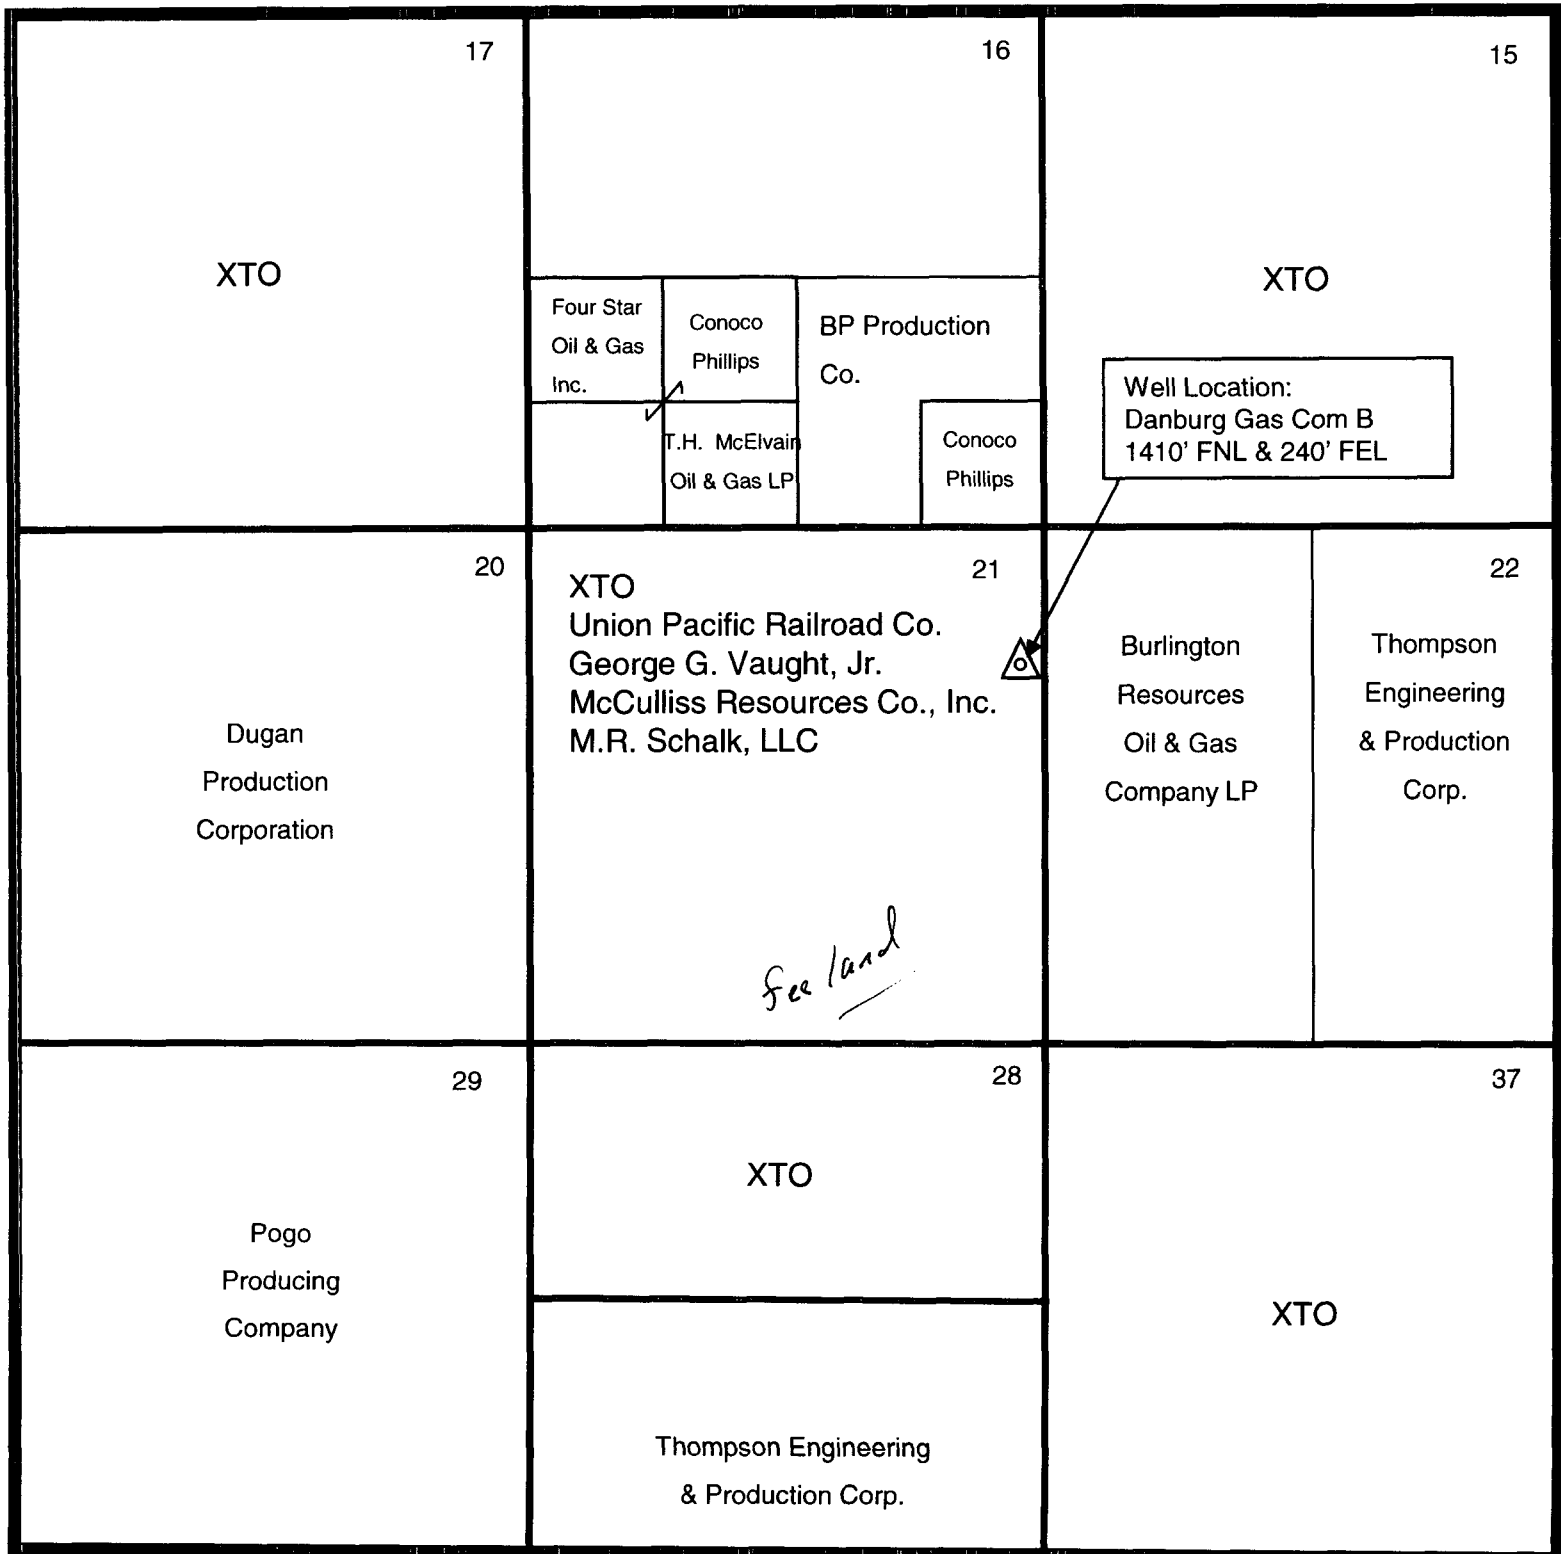 17
XTO
16
Four Star
Oil & Gas
Inc.
Conoco
Phillips
BP Production
Co.
T.H. McElvain
Oil & Gas LP
Conoco
Phillips
15
XTO
Well Location:
Danburg Gas Com B
1410' FNL & 240' FEL
20
Dugan
Production
Corporation
21
XTO
Union Pacific Railroad Co.
George G. Vaught, Jr.
McCulliss Resources Co., Inc.
M.R. Schalk, LLC
fee land
22
Burlington
Resources
Oil & Gas
Company LP
Thompson
Engineering
& Production
Corp.
29
Pogo
Producing
Company
28
XTO
Thompson Engineering
& Production Corp.
37
XTO